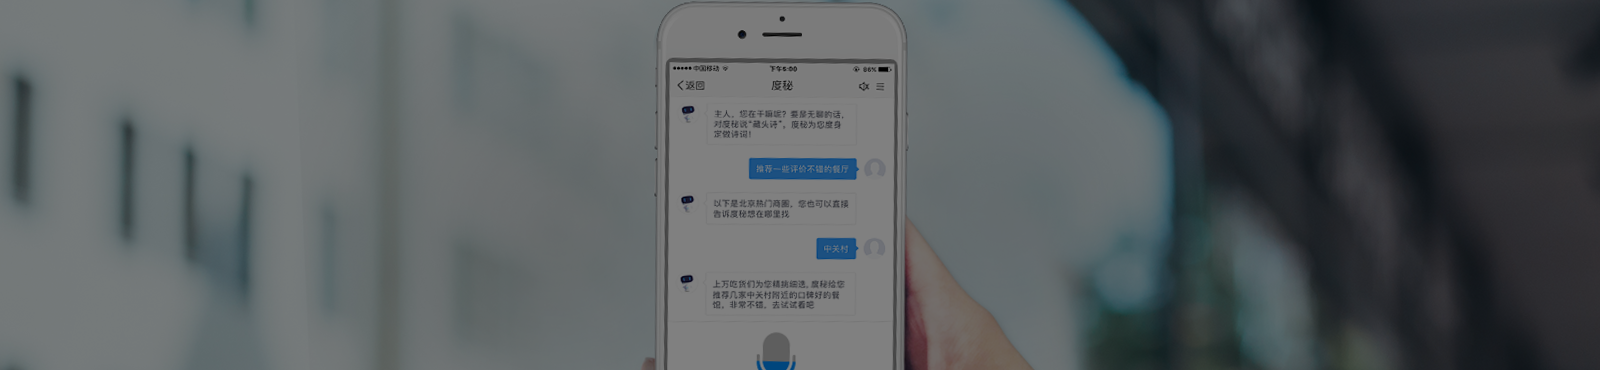 中国移动
下午5:00
86%
返回
度秘
主人，您在干嘛呢？要是无聊的话，
对度秘说“藏头诗”，度秘为您度身
定做诗词！
推荐一些评价不错的餐厅
以下是北京热门商圈，您也可以直接
告诉度秘想在哪里找
中关村
上万吃货们为您精挑细选，度秘给您
推荐几家中关村附近的口碑好的餐
馆，非常不错，去试试看吧